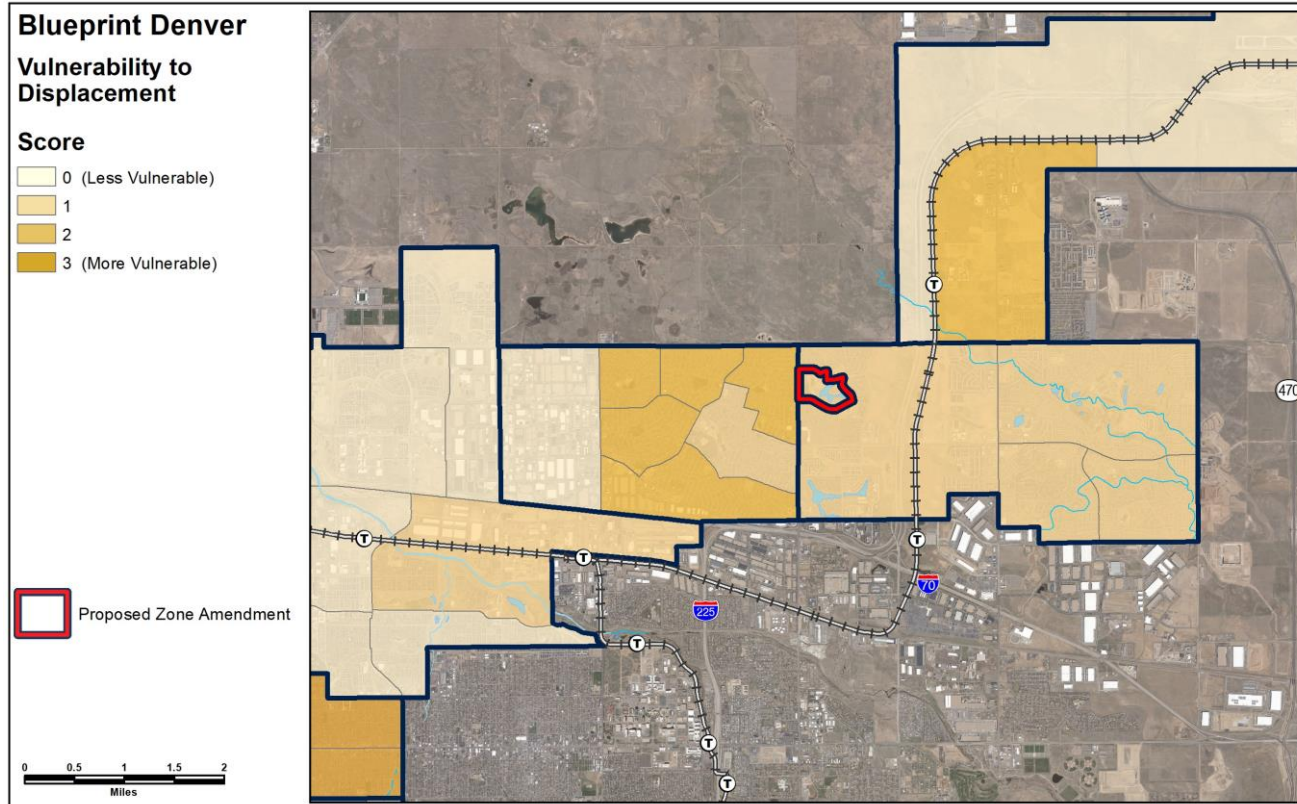 Blueprint Denver
Vulnerability to
Displacement
Score
0 (Less Vulnerable)
1
2
3 (More Vulnerable)
Proposed Zone Amendment
0 0.5 1 1.5 2
Miles
T
T
470
T
T
T
225
70
T
T
T